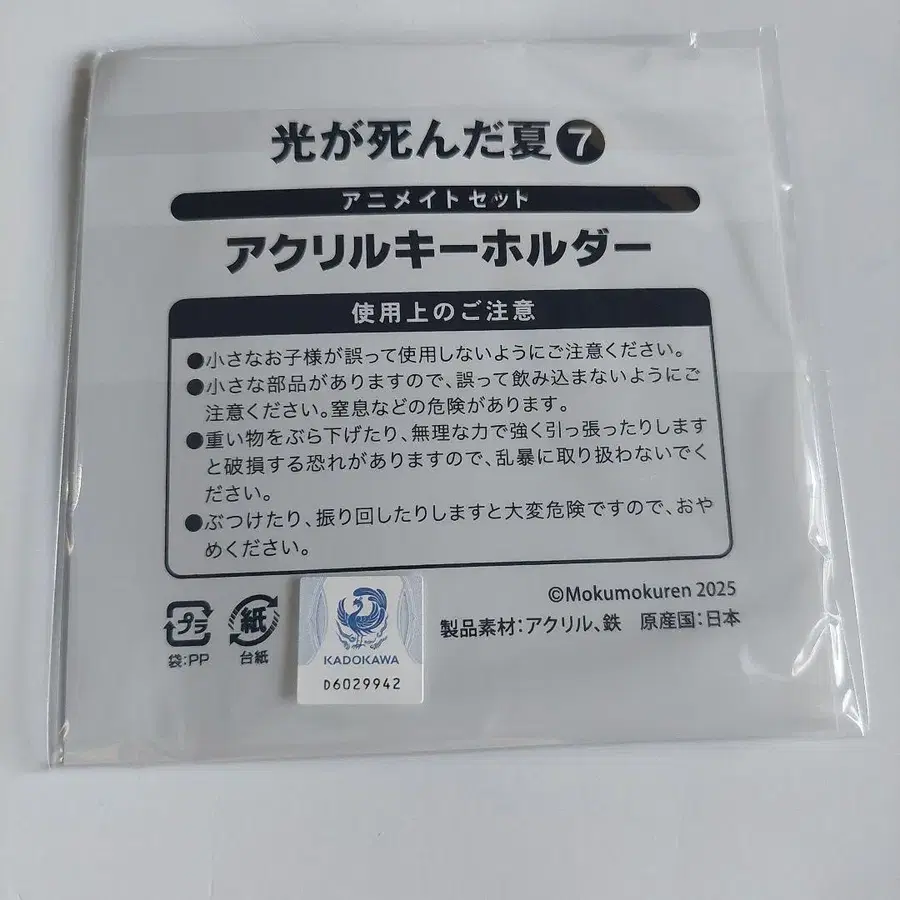 光が死んだ夏❼
アニメイトセット
アクリルキーホルダー
使用上のご注意
●小さなお子様が誤って使用しないようにご注意ください。
●小さな部品がありますので、誤って飲み込まないようにご
注意ください。窒息などの危険があります。
●重い物をぶら下げたり、無理な力で強く引っ張ったりします
と破損する恐れがありますので、乱暴に取り扱わないでく
ださい。
●ぶつけたり、振り回したりしますと大変危険ですので、おや
めください。
©Mokumokuren 2025
製品素材:アクリル、鉄 原産国:日本
プラ
袋:PP
紙
台紙
KADOKAWA
D6029942